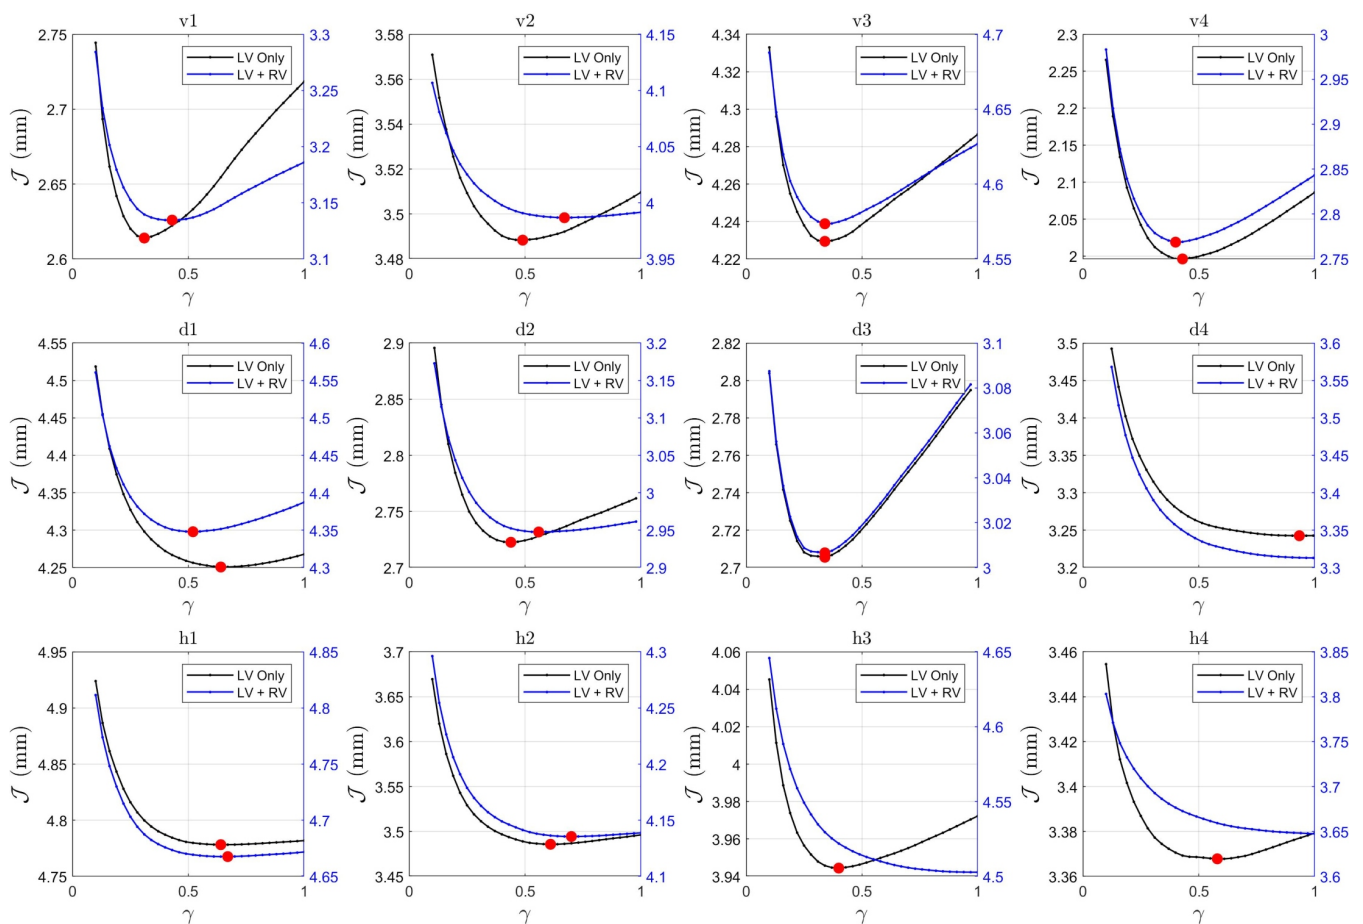 v1
2.75
2.7
2.65
2.6
𝒥 (mm)
LV Only
LV + RV
3.3
3.2
3.1
3.1
3.1
0 0.5 1
γ
v2
3.58
3.56
3.54
3.52
3.5
3.48
𝒥 (mm)
LV Only
LV + RV
4.15
4.1
4.05
4
3.95
0 0.5 1
γ
v3
4.34
4.32
4.3
4.28
4.26
4.24
4.22
𝒥 (mm)
LV Only
LV + RV
4.7
4.65
4.6
4.55
0 0.5 1
γ
v4
2.3
2.25
2.2
2.15
2.1
2.05
2
𝒥 (mm)
LV Only
LV + RV
3
2.95
2.9
2.85
2.8
2.75
0 0.5 1
γ
d1
4.55
4.5
4.45
4.4
4.35
4.3
4.25
𝒥 (mm)
LV Only
LV + RV
4.6
4.55
4.5
4.45
4.4
4.35
4.3
0 0.5 1
γ
d2
2.9
2.85
2.8
2.75
2.7
𝒥 (mm)
LV Only
LV + RV
3.2
3.15
3.1
3.05
3
2.95
2.9
0 0.5 1
γ
d3
2.82
2.8
2.78
2.76
2.74
2.72
2.7
𝒥 (mm)
LV Only
LV + RV
3.1
3.08
3.06
3.04
3.02
3
0 0.5 1
γ
d4
3.5
3.45
3.4
3.35
3.3
3.25
3.2
𝒥 (mm)
LV Only
LV + RV
3.6
3.55
3.5
3.45
3.4
3.35
3.3
0 0.5 1
γ
h1
4.95
4.9
4.85
4.8
4.75
𝒥 (mm)
LV Only
LV + RV
4.85
4.8
4.75
4.7
4.65
0 0.5 1
γ
h2
3.7
3.65
3.6
3.55
3.5
3.45
𝒥 (mm)
LV Only
LV + RV
4.3
4.25
4.2
4.15
4.1
0 0.5 1
γ
h3
4.06
4.04
4.02
4
3.98
3.96
3.94
𝒥 (mm)
LV Only
LV + RV
4.65
4.6
4.55
4.5
0 0.5 1
γ
h4
3.46
3.44
3.42
3.4
3.38
3.36
𝒥 (mm)
LV Only
LV + RV
3.85
3.8
3.75
3.7
3.65
3.6
0 0.5 1
γ